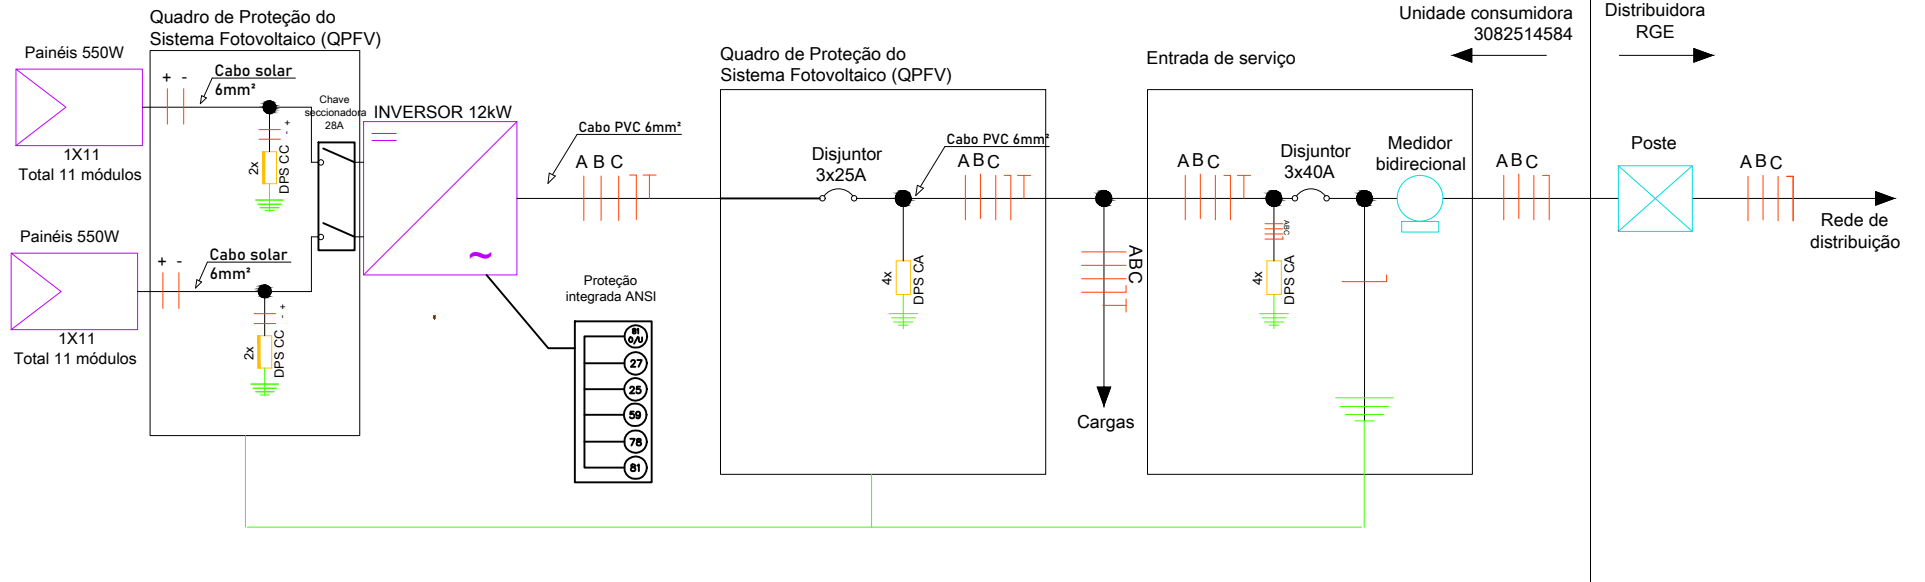 Quadro de Proteção do
Sistema Fotovoltaico (QPFV)
Painéis 550W
+ -
Cabo solar
6mm²
1X11
Total 11 módulos
- +
2x
DPS CC
Chave
seccionadora
28A
INVERSOR 12kW
~
Painéis 550W
+ -
Cabo solar
6mm²
1X11
Total 11 módulos
- +
2x
DPS CC
Proteção
integrada ANSI
81
O/U
27
25
59
78
81
Cabo PVC 6mm²
A B C
Quadro de Proteção do
Sistema Fotovoltaico (QPFV)
Disjuntor
3x25A
Cabo PVC 6mm²
A B C
4x
DPS CA
ABC
Cargas
Entrada de serviço
A B C
Disjuntor
3x40A
ABC
4x
DPS CA
Medidor
bidirecional
A B C
Unidade consumidora
3082514584
Distribuidora
RGE
Poste
A B C
Rede de
distribuição